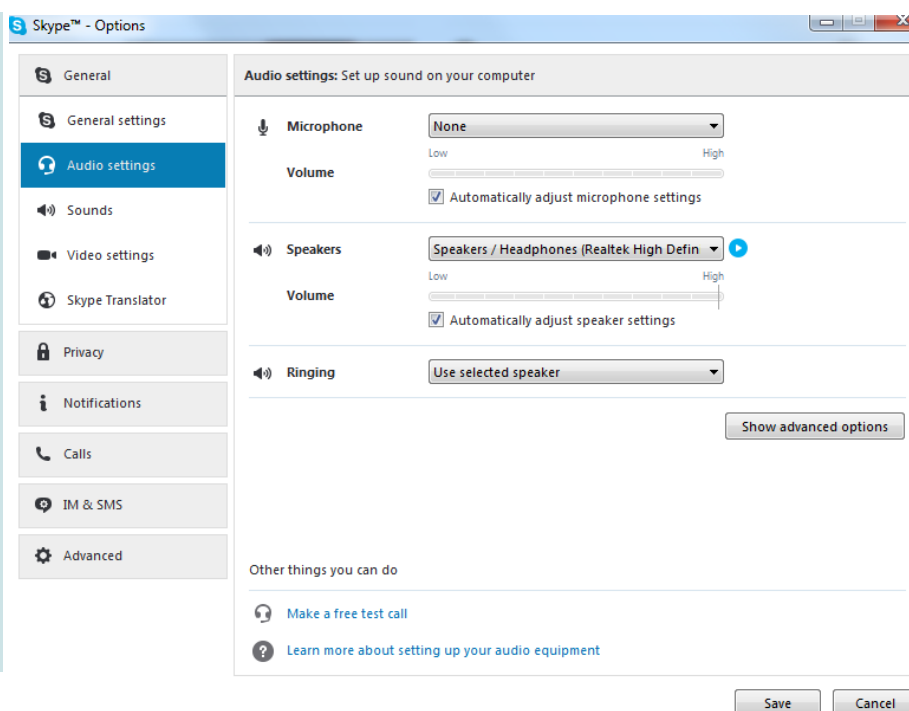 Skype™ - Options
General
General settings
Audio settings
Sounds
Video settings
Skype Translator
Privacy
Notifications
Calls
IM & SMS
Advanced
Audio settings: Set up sound on your computer
Microphone None
Low High
Volume
Automatically adjust microphone settings
Speakers Speakers / Headphones (Realtek High Defin
Low High
Volume
Automatically adjust speaker settings
Ringing Use selected speaker
Show advanced options
Other things you can do
Make a free test call
Learn more about setting up your audio equipment
Save Cancel